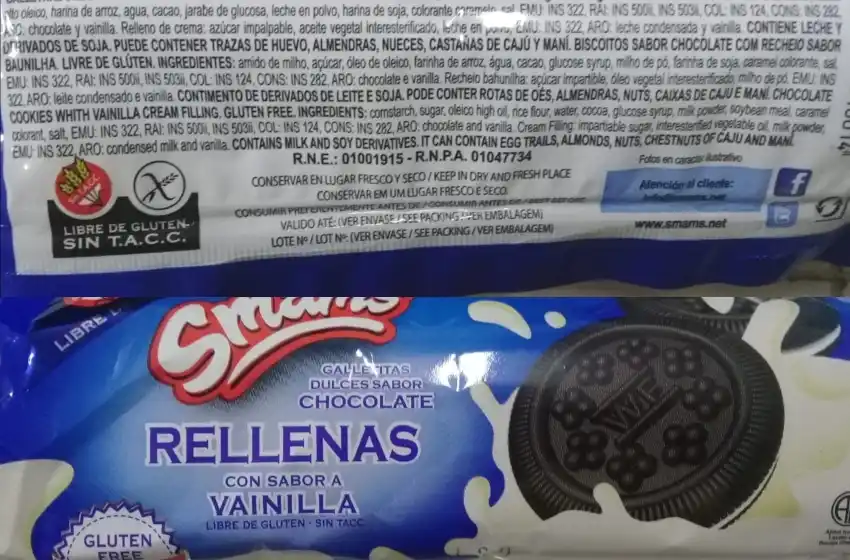 oleico, harina de arroz, agua, cacao, jarabe de glucosa, leche en polvo, harina de soja, colorante caramelo, sal, EMU: INS 322, RAI: INS 500ii, INS 503ii, COL: INS 124, CONS: INS 282,
chocolate y vainilla. Relleno de crema: azúcar impalpable, aceite vegetal interesterificado, leche en polvo, EMU: INS 322, ARO: leche condensada y vainilla. CONTIENE LECHE Y
DERIVADOS DE SOJA. PUEDE CONTENER TRAZAS DE HUEVO, ALMENDRAS, NUECES, CASTAÑAS DE CAJÚ Y MANÍ. BISCOITOS SABOR CHOCOLATE COM RECHEIO SABOR
BAUNILHA. LIVRE DE GLÚTEN. INGREDIENTES: amido de milho, açúcar, óleo de oleico, farinha de arroz, água, cacao, glucose syrup, milho de pó, farinha de soja, caramel colorante, sal,
EMU: INS 322, RAI: INS 500ii, INS 503ii, COL: INS 124, CONS: INS 282, ARO: chocolate e vanilla. Recheio bahunilha: açúcar impartible, óleo vegetal interesterificado, milho de pó, EMU: INS
322, ARO: leite condensado e vainilla. CONTIMENTO DE DERIVADOS DE LEITE E SOJA. PODE CONTER ROTAS DE OÉS, ALMENDRAS, NUTS, CAIXAS DE CAJU E MANÍ. CHOCOLATE
COOKIES WHITH VAINILLA CREAM FILLING. GLUTEN FREE. INGREDIENTS: cornstarch, sugar, oleico high oil, rice flour, water, cocoa, glucose syrup, milk powder, soybean meal, caramel
colorant, salt, EMU: INS 322, RAI: INS 500ii, INS 503ii, COL: INS 124, CONS: INS 282, ARO: chocolate and vanilla. Cream Filling: impartiable sugar, interesterified vegetable oil, milk powder,
EMU: INS 322, ARO: condensed milk and vanilla. CONTAINS MILK AND SOY DERIVATIVES. IT CAN CONTAIN EGG TRAILS, ALMONDS, NUTS, CHESTNUTS OF CAJU AND MANÍ.
R.N.E.: 01001915 - R.N.P.A. 01047734
Fotos en carácter ilustrativo
CONSERVAR EN LUGAR FRESCO Y SECO / KEEP IN DRY AND FRESH PLACE
CONSERVAR EM UM LUGAR FRESCO E SECO.
CONSUMIR PREFERENTEMENTE ANTES DE / CONSUMIR ANTES DE /
VALIDO ATÉ: (VER ENVASE / SEE PACKING / VER EMBALAGEM)
LOTE Nº / LOT Nº: (VER ENVASE / SEE PACKING / VER EMBALAGEM)
Atención al cliente:
www.smams.net
SIN T.A.C.C.
LIBRE DE GLUTEN
SIN T.A.C.C.
LIBRE
Smams
GALLETITAS
DULCES SABOR
CHOCOLATE
RELLENAS
CON SABOR A
VAINILLA
LIBRE DE GLUTEN - SIN TACC
GLUTEN
FREE
WF